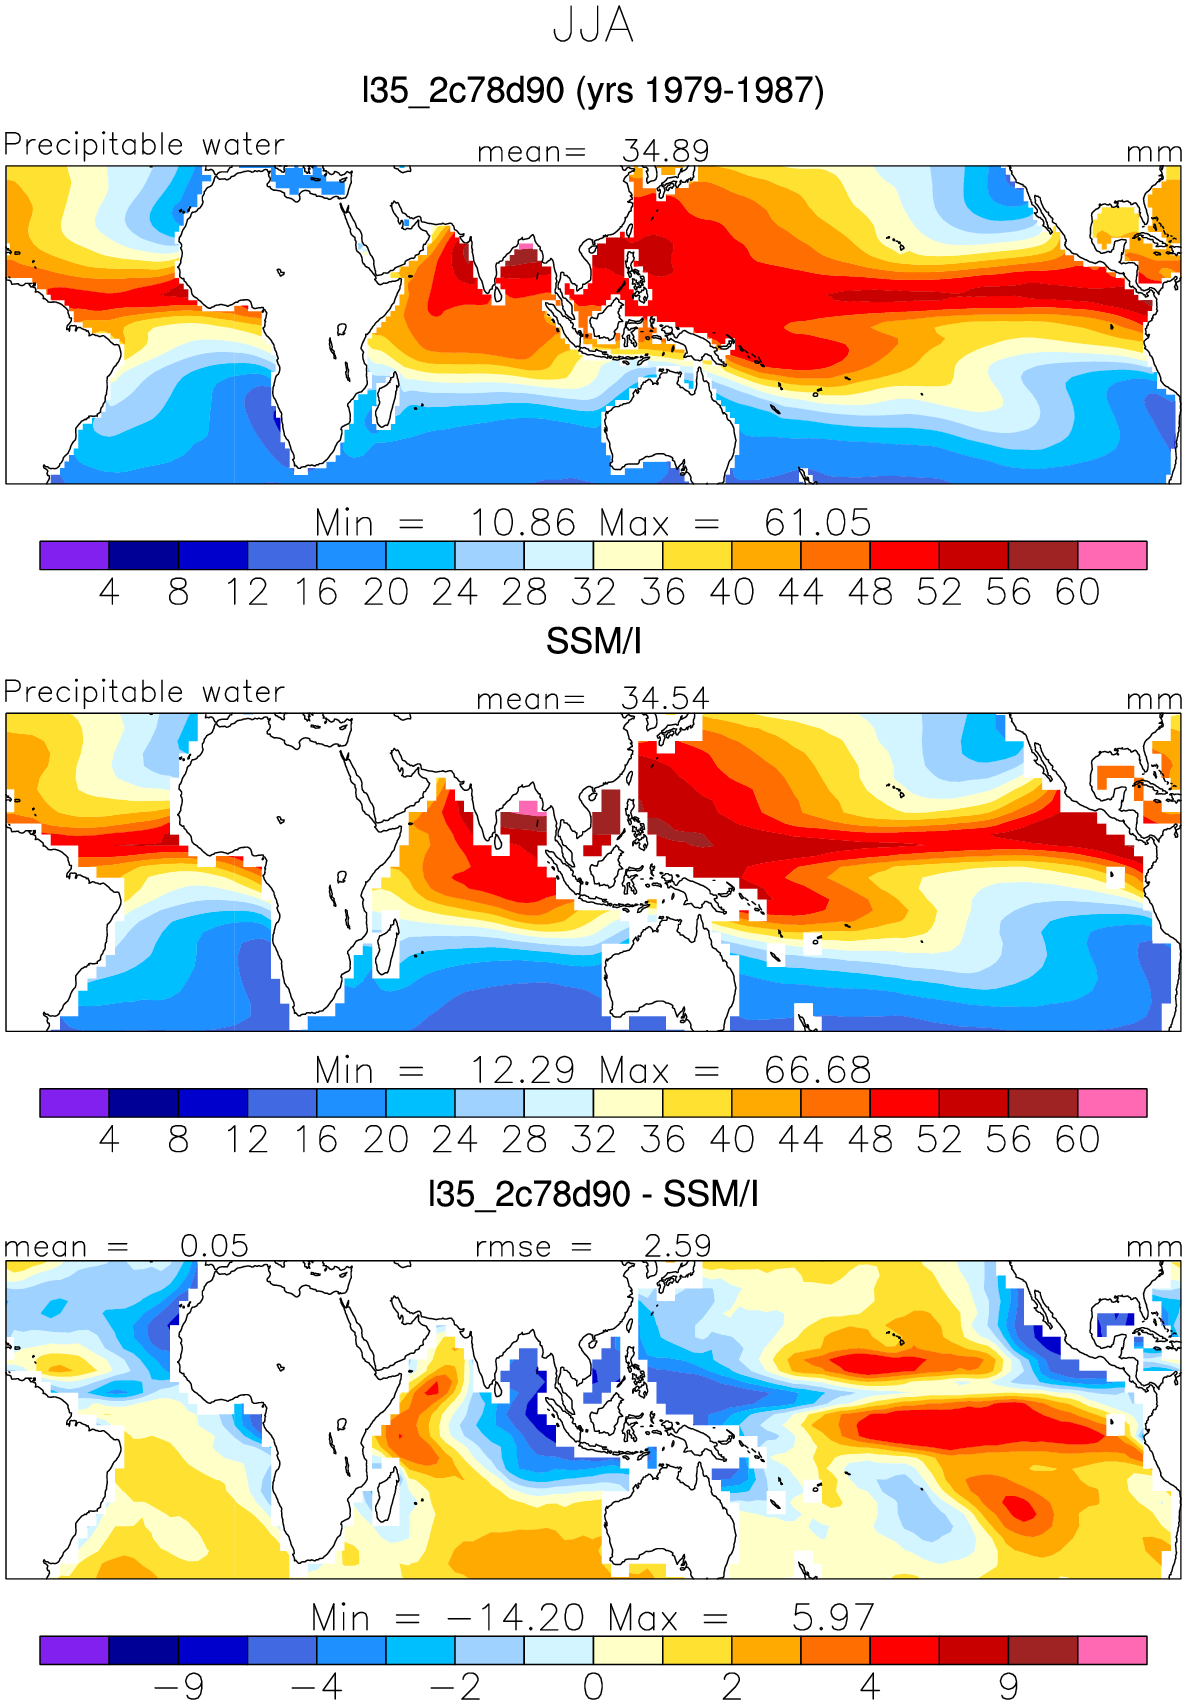 JJA
l35_2c78d90 (yrs 1979-1987)
Precipitable water mean= 34.89 mm
Min = 10.86 Max = 61.05
4 8 12 16 20 24 28 32 36 40 44 48 52 56 60
SSM/I
Precipitable water mean= 34.54 mm
Min = 12.29 Max = 66.68
4 8 12 16 20 24 28 32 36 40 44 48 52 56 60
l35_2c78d90 - SSM/I
mean = 0.05 rmse = 2.59 mm
Min = -14.20 Max = 5.97
-9 -4 -2 0 2 4 9